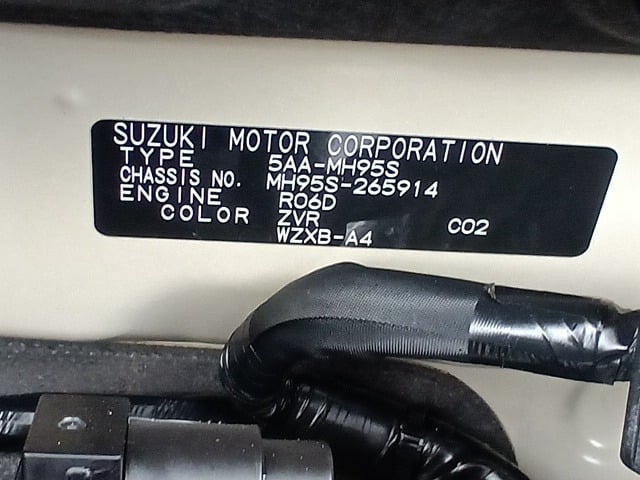 SUZUKI MOTOR CORPORATION
TYPE 5AA-MH95S
CHASSIS NO. MH95S-265914
ENGINE R06D
COLOR ZVR C02
WZXB-A4